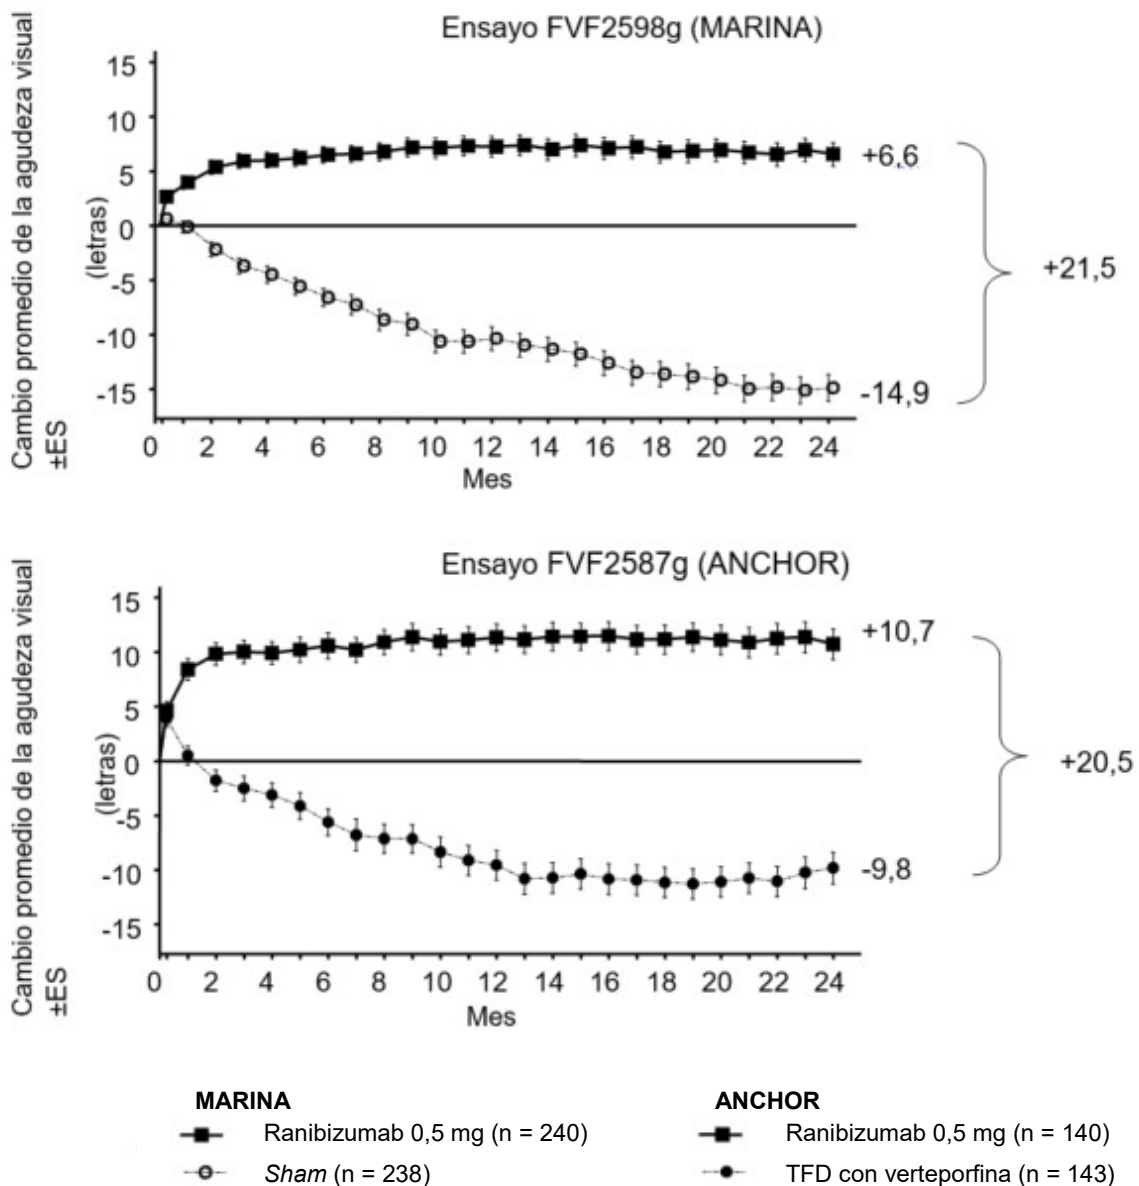 Ensayo FVF2598g (MARINA)
Cambio promedio de la agudeza visual
±ES
(letras)
15
10
5
0
-5
-10
-15
+6,6
-14,9
+21,5
0 2 4 6 8 10 12 14 16 18 20 22 24
Mes
Ensayo FVF2587g (ANCHOR)
Cambio promedio de la agudeza visual
±ES
(letras)
15
10
5
0
-5
-10
-15
+10,7
-9,8
+20,5
0 2 4 6 8 10 12 14 16 18 20 22 24
Mes
MARINA
Ranibizumab 0,5 mg (n = 240)
Sham (n = 238)
ANCHOR
Ranibizumab 0,5 mg (n = 140)
TFD con verteporfina (n = 143)